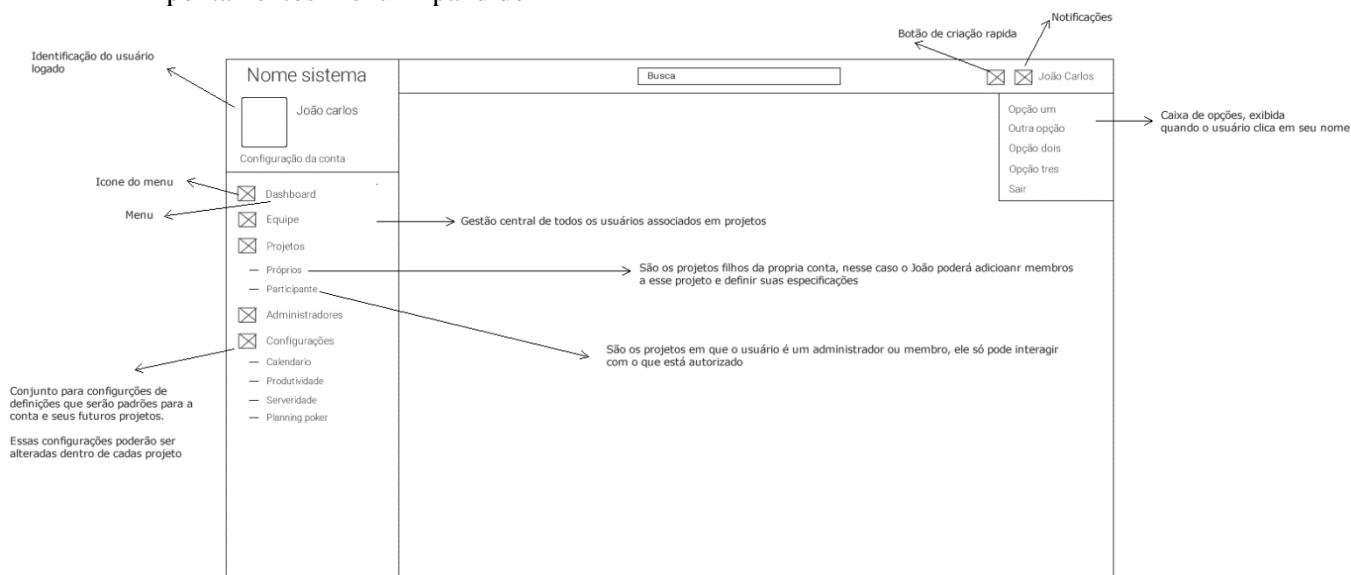 Notificações
Botão de criação rapida
Identificação do usuário
logado
Nome sistema
Busca
João Carlos
João carlos
Configuração da conta
Opção um
Outra opção
Opção dois
Opção tres
Sair
Caixa de opções, exibida
quando o usuário clica em seu nome
Icone do menu
Menu
Dashboard
Equipe
Gestão central de todos os usuários associados em projetos
Projetos
Próprios
São os projetos filhos da propria conta, nesse caso o João poderá adicioanr membros
a esse projeto e definir suas especificações
Participante
Administradores
Configurações
São os projetos em que o usuário é um administrador ou membro, ele só pode interagir
com o que está autorizado
Calendario
Produtividade
Serveridade
Planning poker
Conjunto para configurções de
definições que serão padrões para a
conta e seus futuros projetos.
Essas configurações poderão ser
alteradas dentro de cadas projeto